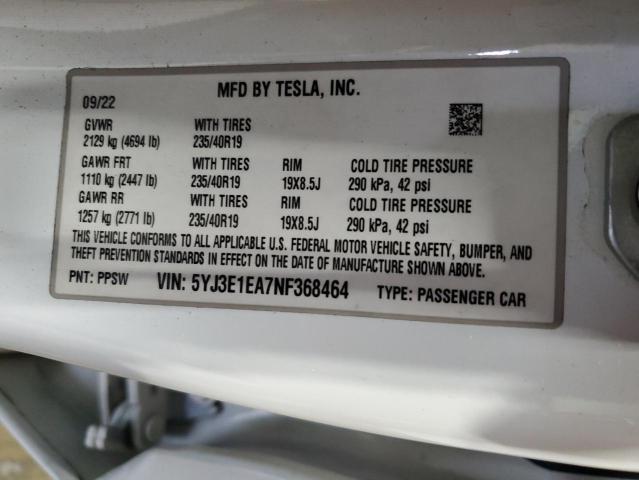 MFD BY TESLA, INC.
09/22
GVWR WITH TIRES
2129 kg (4694 lb) 235/40R19
GAWR FRT WITH TIRES RIM COLD TIRE PRESSURE
1110 kg (2447 lb) 235/40R19 19X8.5J 290 kPa, 42 psi
GAWR RR WITH TIRES RIM COLD TIRE PRESSURE
1257 kg (2771 lb) 235/40R19 19X8.5J 290 kPa, 42 psi
THIS VEHICLE CONFORMS TO ALL APPLICABLE U.S. FEDERAL MOTOR VEHICLE SAFETY, BUMPER, AND
THEFT PREVENTION STANDARDS IN EFFECT ON THE DATE OF MANUFACTURE SHOWN ABOVE.
PNT: PPSW VIN: 5YJ3E1EA7NF368464 TYPE: PASSENGER CAR